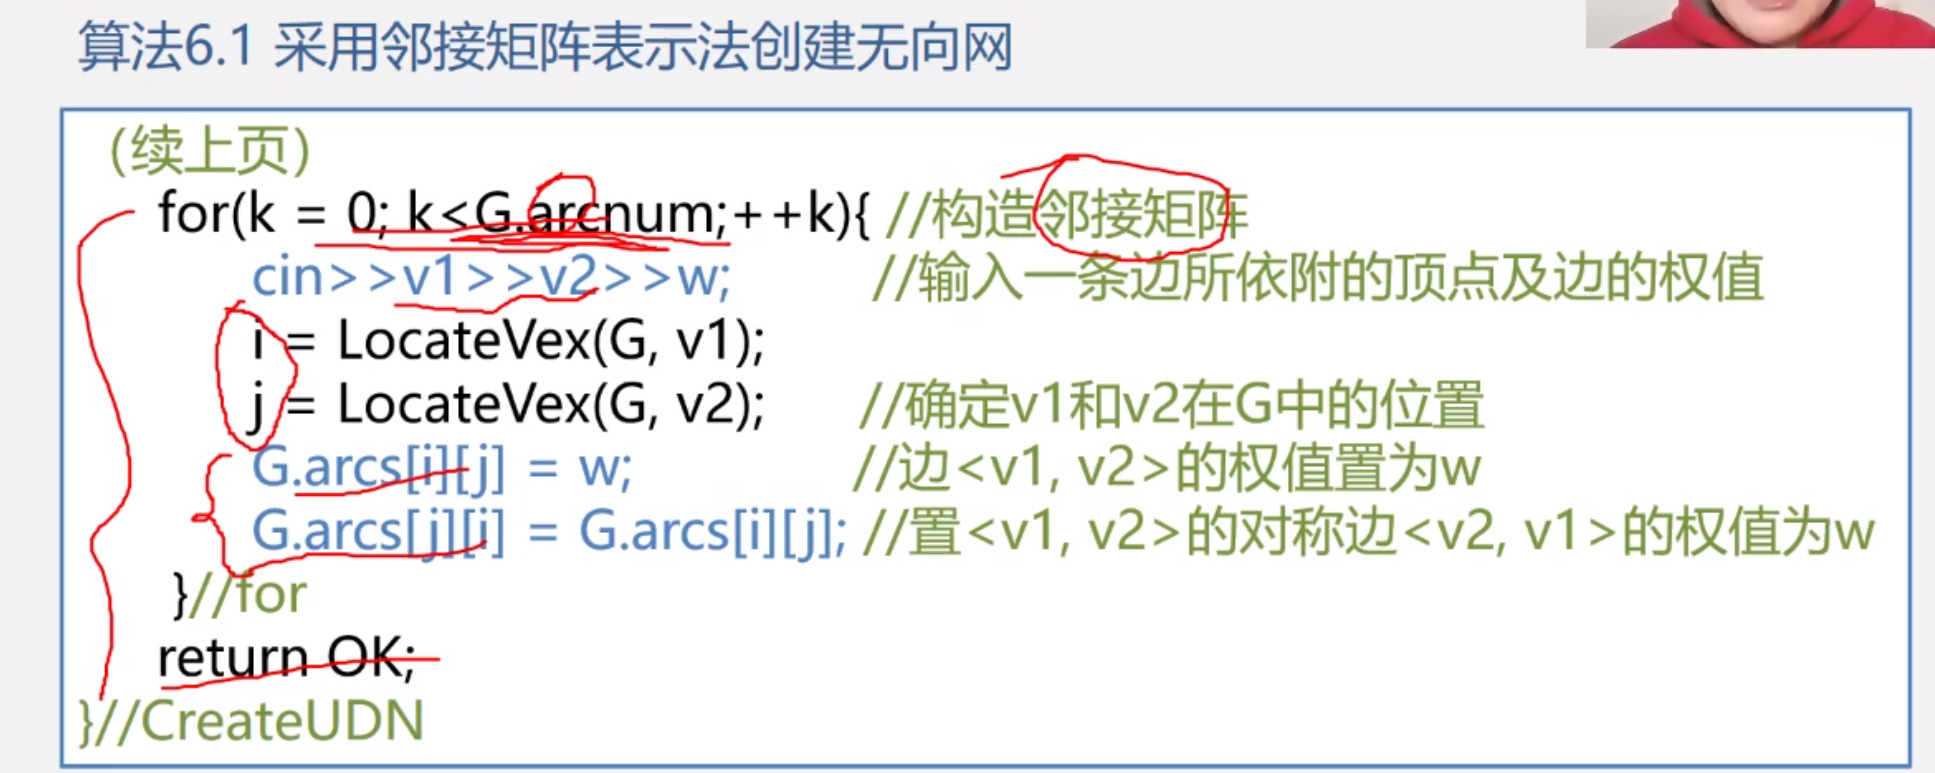 算法6.1 采用邻接矩阵表示法创建无向网
(续上页)
for(k = 0; k<G.arcnum;++k){ //构造邻接矩阵
cin>>v1>>v2>>w; //输入一条边所依附的顶点及边的权值
i = LocateVex(G, v1);
j = LocateVex(G, v2); //确定v1和v2在G中的位置
G.arcs[i][j] = w; //边<v1, v2>的权值置为w
G.arcs[j][i] = G.arcs[i][j]; //置<v1, v2>的对称边<v2, v1>的权值为w
}//for
return OK;
}//CreateUDN